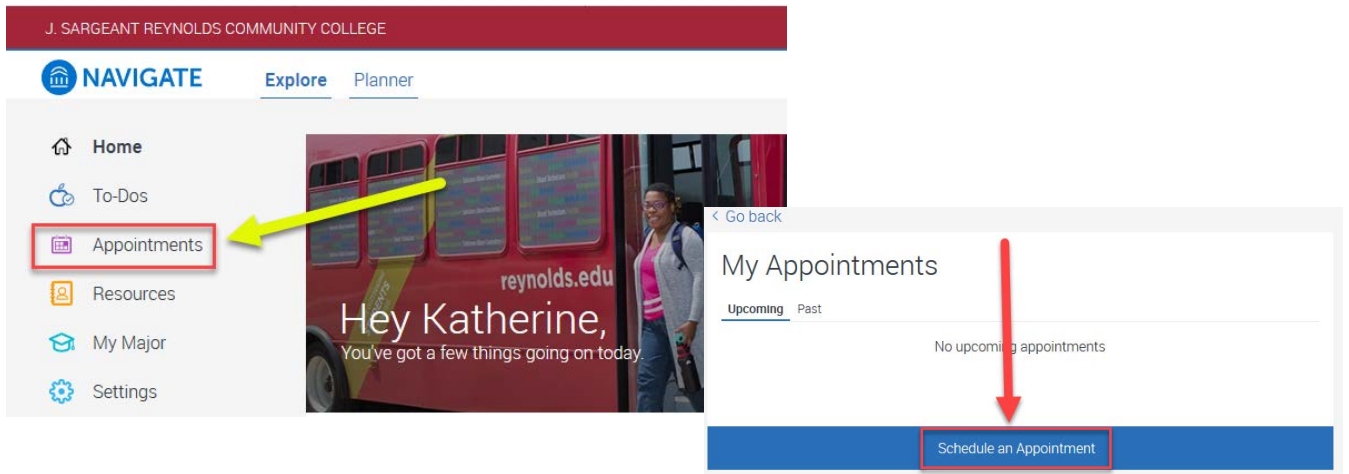 J. SARGEANT REYNOLDS COMMUNITY COLLEGE
NAVIGATE
Explore
Planner
Home
To-Dos
Appointments
Resources
My Major
Settings
reynolds.edu
Hey Katherine,
You've got a few things going on today.
< Go back
My Appointments
Upcoming
Past
No upcoming appointments
Schedule an Appointment